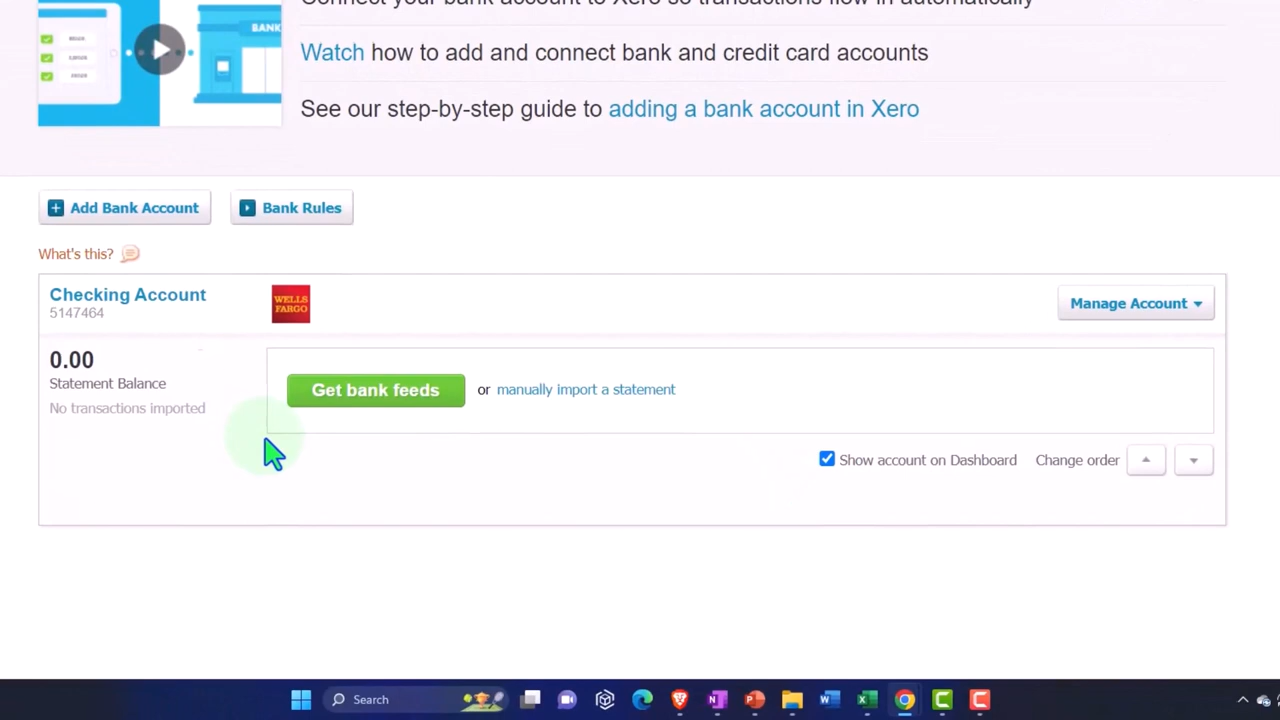 Connect your bank account to Xero so transactions flow in automatically
BANK
Watch how to add and connect bank and credit card accounts
See our step-by-step guide to adding a bank account in Xero
Add Bank Account
Bank Rules
What's this?
Checking Account
5147464
WELLS
FARGO
Manage Account
0.00
Statement Balance
No transactions imported
Get bank feeds or manually import a statement
Show account on Dashboard Change order
Search